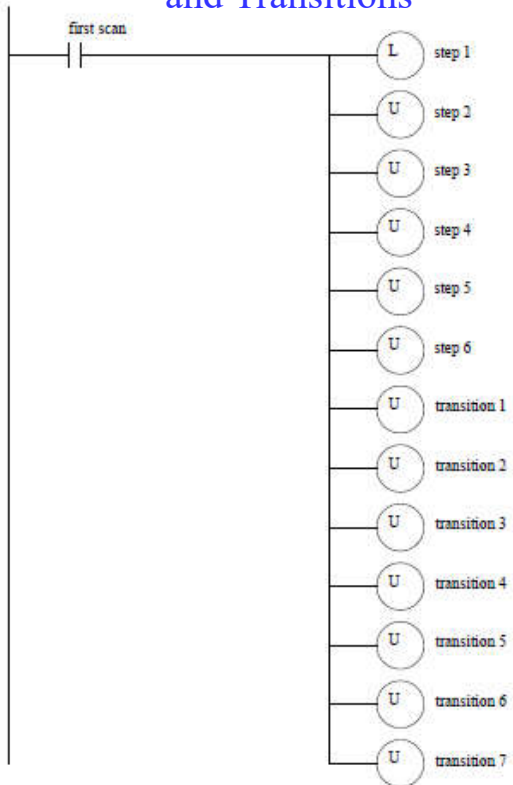 and Transitions
first scan
L step 1
U step 2
U step 3
U step 4
U step 5
U step 6
U transition 1
U transition 2
U transition 3
U transition 4
U transition 5
U transition 6
U transition 7